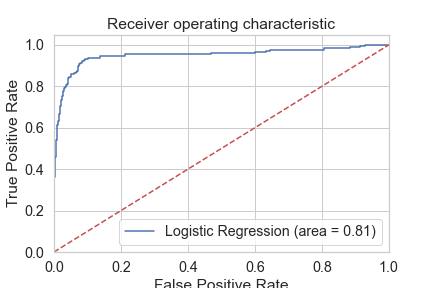 Receiver operating characteristic
1.0
0.8
0.6
0.4
0.2
0.0
True Positive Rate
Logistic Regression (area = 0.81)
0.0 0.2 0.4 0.6 0.8 1.0
False Positive Rate